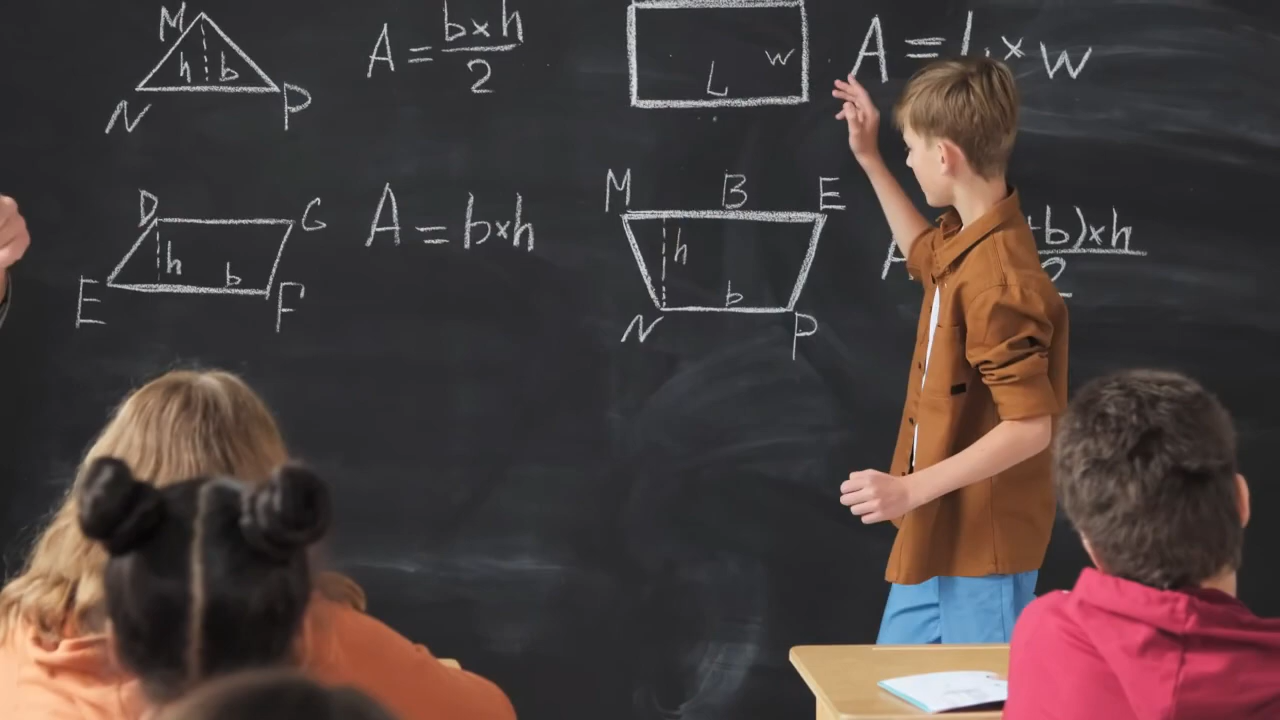 M
h b
N P
A = b×h
2
L w
A = L × w
D G
h b
E F
A = b×h
M B E
h b
N P
b)×h
2